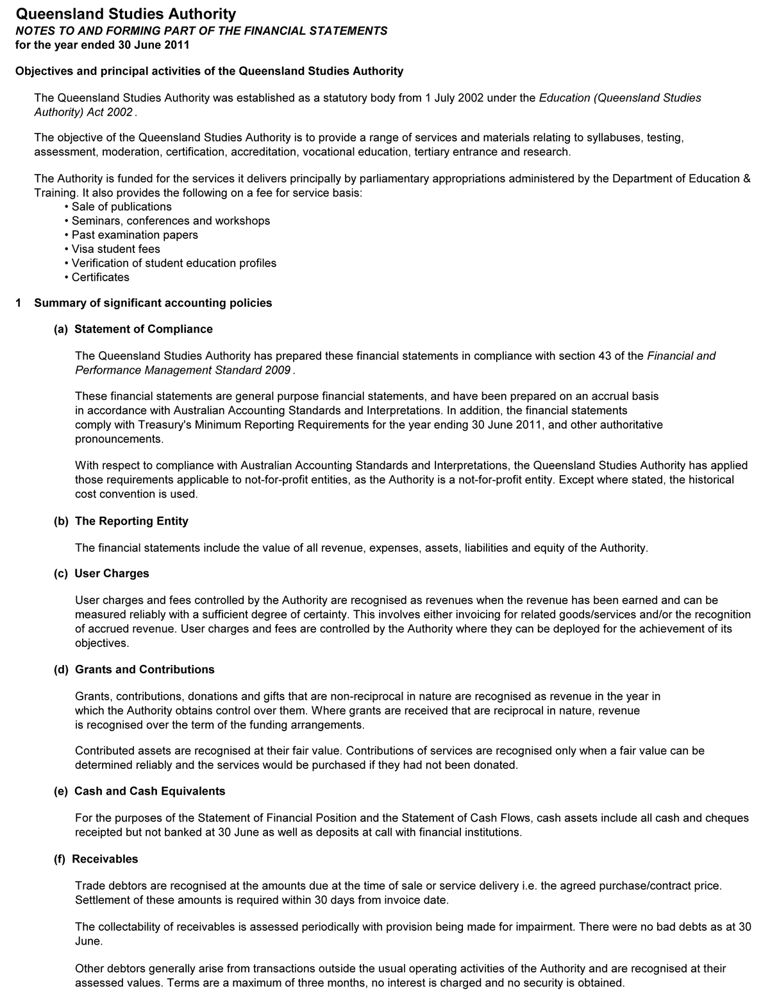 Queensland Studies Authority
NOTES TO AND FORMING PART OF THE FINANCIAL STATEMENTS
for the year ended 30 June 2011
Objectives and principal activities of the Queensland Studies Authority
The Queensland Studies Authority was established as a statutory body from 1 July 2002 under the Education (Queensland Studies
Authority) Act 2002 .
The objective of the Queensland Studies Authority is to provide a range of services and materials relating to syllabuses, testing,
assessment, moderation, certification, accreditation, vocational education, tertiary entrance and research.
The Authority is funded for the services it delivers principally by parliamentary appropriations administered by the Department of Education &
Training. It also provides the following on a fee for service basis:
• Sale of publications
• Seminars, conferences and workshops
• Past examination papers
• Visa student fees
• Verification of student education profiles
• Certificates
1 Summary of significant accounting policies
(a) Statement of Compliance
The Queensland Studies Authority has prepared these financial statements in compliance with section 43 of the Financial and
Performance Management Standard 2009 .
These financial statements are general purpose financial statements, and have been prepared on an accrual basis
in accordance with Australian Accounting Standards and Interpretations. In addition, the financial statements
comply with Treasury's Minimum Reporting Requirements for the year ending 30 June 2011, and other authoritative
pronouncements.
With respect to compliance with Australian Accounting Standards and Interpretations, the Queensland Studies Authority has applied
those requirements applicable to not-for-profit entities, as the Authority is a not-for-profit entity. Except where stated, the historical
cost convention is used.
(b) The Reporting Entity
The financial statements include the value of all revenue, expenses, assets, liabilities and equity of the Authority.
(c) User Charges
User charges and fees controlled by the Authority are recognised as revenues when the revenue has been earned and can be
measured reliably with a sufficient degree of certainty. This involves either invoicing for related goods/services and/or the recognition
of accrued revenue. User charges and fees are controlled by the Authority where they can be deployed for the achievement of its
objectives.
(d) Grants and Contributions
Grants, contributions, donations and gifts that are non-reciprocal in nature are recognised as revenue in the year in
which the Authority obtains control over them. Where grants are received that are reciprocal in nature, revenue
is recognised over the term of the funding arrangements.
Contributed assets are recognised at their fair value. Contributions of services are recognised only when a fair value can be
determined reliably and the services would be purchased if they had not been donated.
(e) Cash and Cash Equivalents
For the purposes of the Statement of Financial Position and the Statement of Cash Flows, cash assets include all cash and cheques
receipted but not banked at 30 June as well as deposits at call with financial institutions.
(f) Receivables
Trade debtors are recognised at the amounts due at the time of sale or service delivery i.e. the agreed purchase/contract price.
Settlement of these amounts is required within 30 days from invoice date.
The collectability of receivables is assessed periodically with provision being made for impairment. There were no bad debts as at 30
June.
Other debtors generally arise from transactions outside the usual operating activities of the Authority and are recognised at their
assessed values. Terms are a maximum of three months, no interest is charged and no security is obtained.